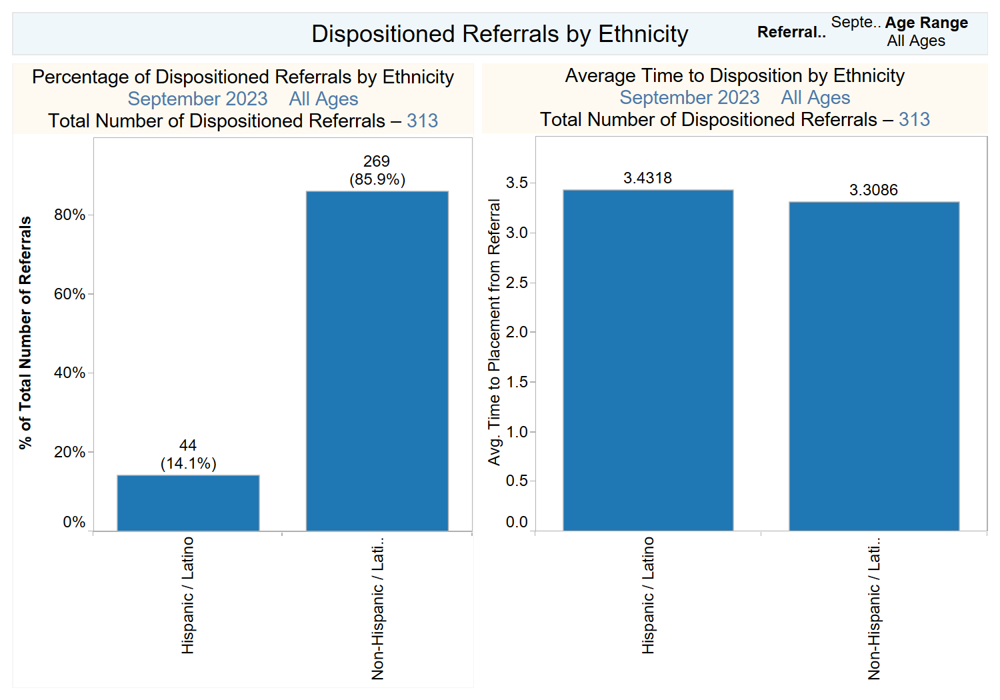 Dispositioned Referrals by Ethnicity
Referral..
Septe..
Age Range
All Ages
Percentage of Dispositioned Referrals by Ethnicity
September 2023 All Ages
Total Number of Dispositioned Referrals – 313
% of Total Number of Referrals
80%
60%
40%
20%
0%
269
(85.9%)
44
(14.1%)
Hispanic / Latino
Non-Hispanic / Lati..
Average Time to Disposition by Ethnicity
September 2023 All Ages
Total Number of Dispositioned Referrals – 313
Avg. Time to Placement from Referral
3.5
3.0
2.5
2.0
1.5
1.0
0.5
0.0
3.4318
3.3086
Hispanic / Latino
Non-Hispanic / Lati..